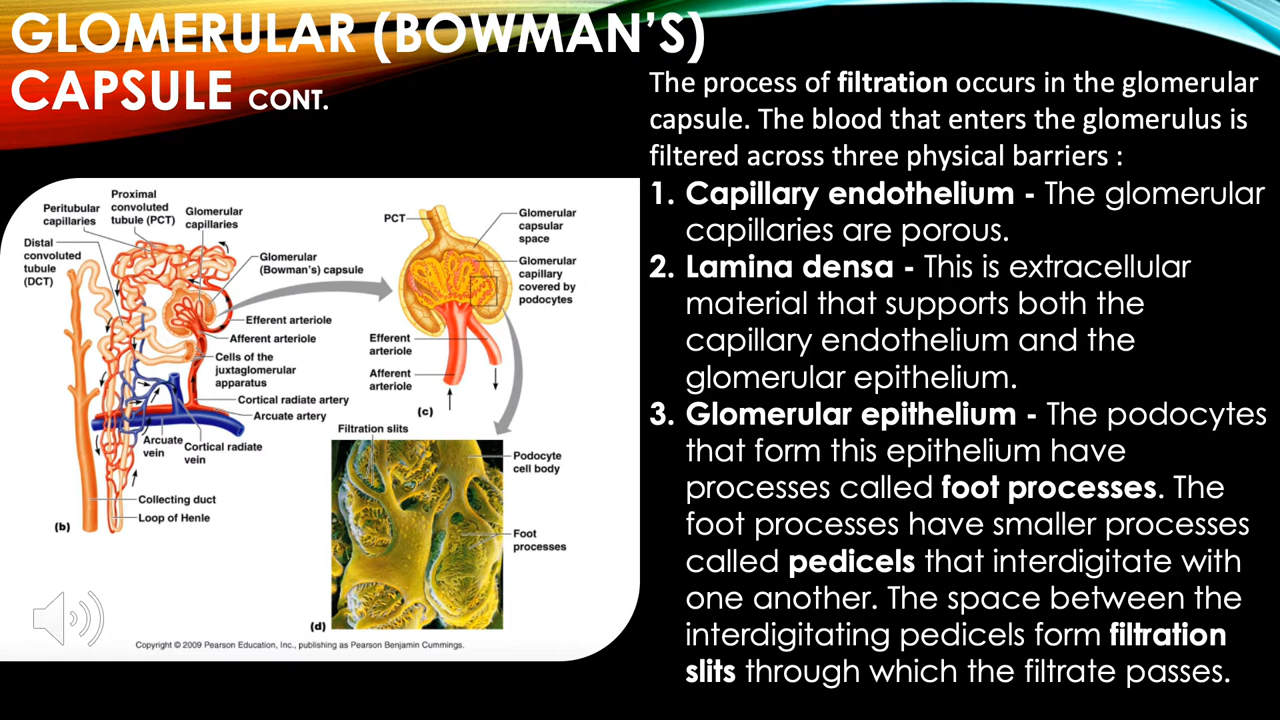 GLOMERULAR (BOWMAN’S)
CAPSULE CONT.
The process of filtration occurs in the glomerular
capsule. The blood that enters the glomerulus is
filtered across three physical barriers :
1. Capillary endothelium - The glomerular
capillaries are porous.
2. Lamina densa - This is extracellular
material that supports both the
capillary endothelium and the
glomerular epithelium.
3. Glomerular epithelium - The podocytes
that form this epithelium have
processes called foot processes. The
foot processes have smaller processes
called pedicels that interdigitate with
one another. The space between the
interdigitating pedicels form filtration
slits through which the filtrate passes.
Peritubular
capillaries
Proximal
convoluted
tubule (PCT)
Glomerular
capillaries
Distal
convoluted
tubule
(DCT)
Glomerular
(Bowman’s) capsule
Efferent arteriole
Afferent arteriole
Cells of the
juxtaglomerular
apparatus
Cortical radiate artery
Arcuate artery
Arcuate
vein
Cortical radiate
vein
Collecting duct
Loop of Henle
(b)
PCT
Glomerular
capsular
space
Glomerular
capillary
covered by
podocytes
Efferent
arteriole
Afferent
arteriole
(c)
Filtration slits
Podocyte
cell body
Foot
processes
(d)
Copyright © 2009 Pearson Education, Inc., publishing as Pearson Benjamin Cummings.